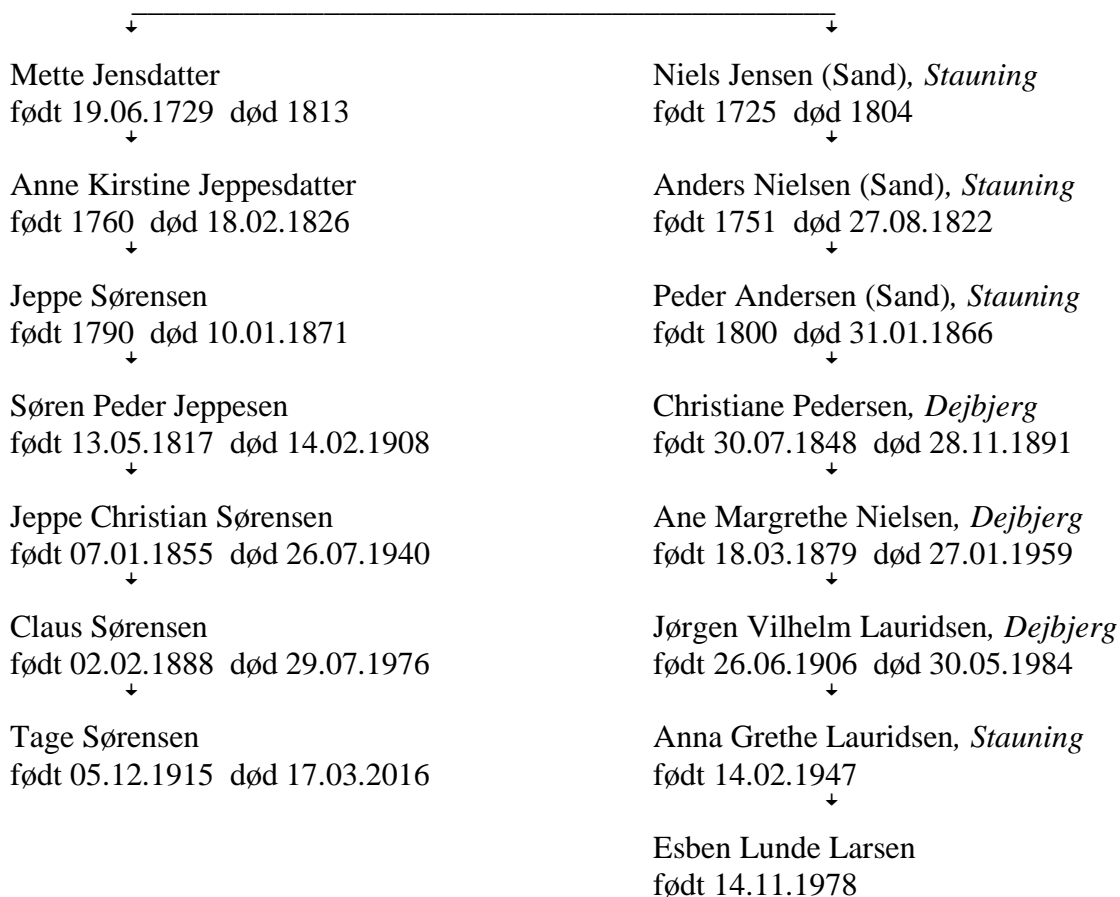 Mette Jensdatter
født 19.06.1729 død 1813
Anne Kirstine Jeppesdatter
født 1760 død 18.02.1826
Jeppe Sørensen
født 1790 død 10.01.1871
Søren Peder Jeppesen
født 13.05.1817 død 14.02.1908
Jeppe Christian Sørensen
født 07.01.1855 død 26.07.1940
Claus Sørensen
født 02.02.1888 død 29.07.1976
Tage Sørensen
født 05.12.1915 død 17.03.2016
Niels Jensen (Sand), Stauning
født 1725 død 1804
Anders Nielsen (Sand), Stauning
født 1751 død 27.08.1822
Peder Andersen (Sand), Stauning
født 1800 død 31.01.1866
Christiane Pedersen, Dejbjerg
født 30.07.1848 død 28.11.1891
Ane Margrethe Nielsen, Dejbjerg
født 18.03.1879 død 27.01.1959
Jørgen Vilhelm Lauridsen, Dejbjerg
født 26.06.1906 død 30.05.1984
Anna Grethe Lauridsen, Stauning
født 14.02.1947
Esben Lunde Larsen
født 14.11.1978